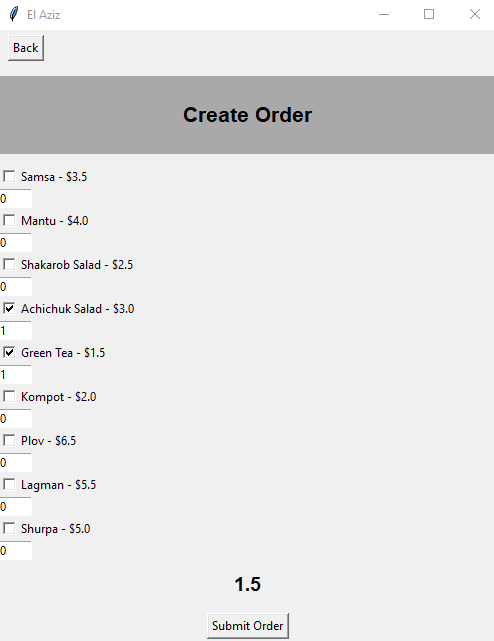 El Aziz
Back
Create Order
Samsa - $3.5
0
Mantu - $4.0
0
Shakarob Salad - $2.5
0
Achichuk Salad - $3.0
1
Green Tea - $1.5
1
Kompot - $2.0
0
Plov - $6.5
0
Lagman - $5.5
0
Shurpa - $5.0
0
1.5
Submit Order